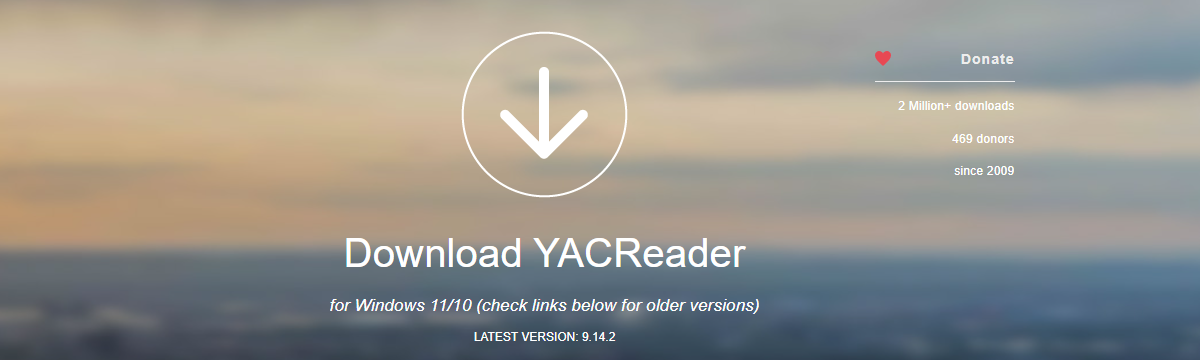 Donate
2 Million+ downloads
469 donors
since 2009
Download YACReader
for Windows 11/10 (check links below for older versions)
LATEST VERSION: 9.14.2